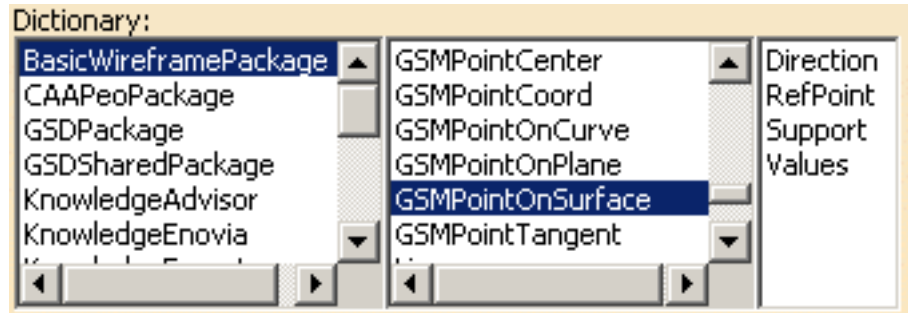 Dictionary:
BasicWireframePackage
CAAPeoPackage
GSDPackage
GSDSharedPackage
KnowledgeAdvisor
KnowledgeEnovia
GSMPointCenter
GSMPointCoord
GSMPointOnCurve
GSMPointOnPlane
GSMPointOnSurface
GSMPointTangent
Direction
RefPoint
Support
Values